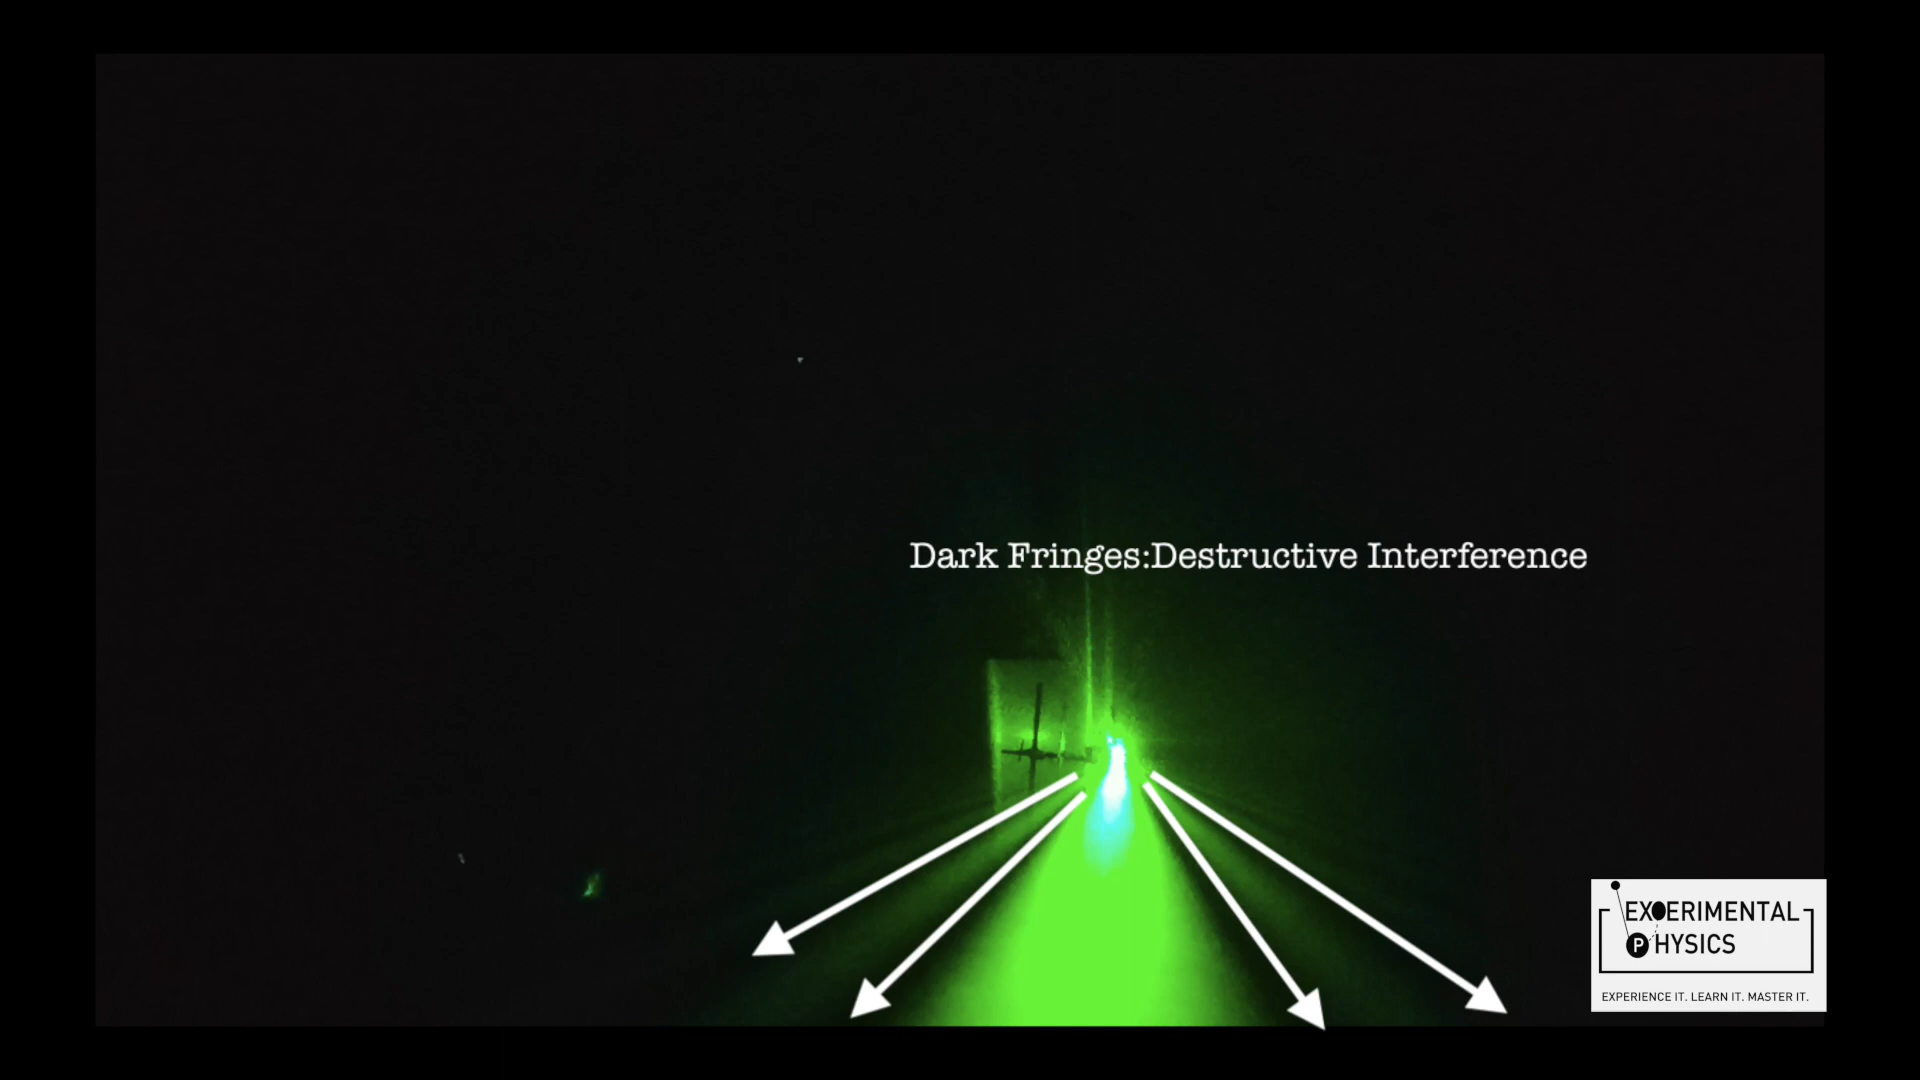 Dark Fringes:Destructive Interference
EXPERIMENTAL
PHYSICS
EXPERIENCE IT. LEARN IT. MASTER IT.